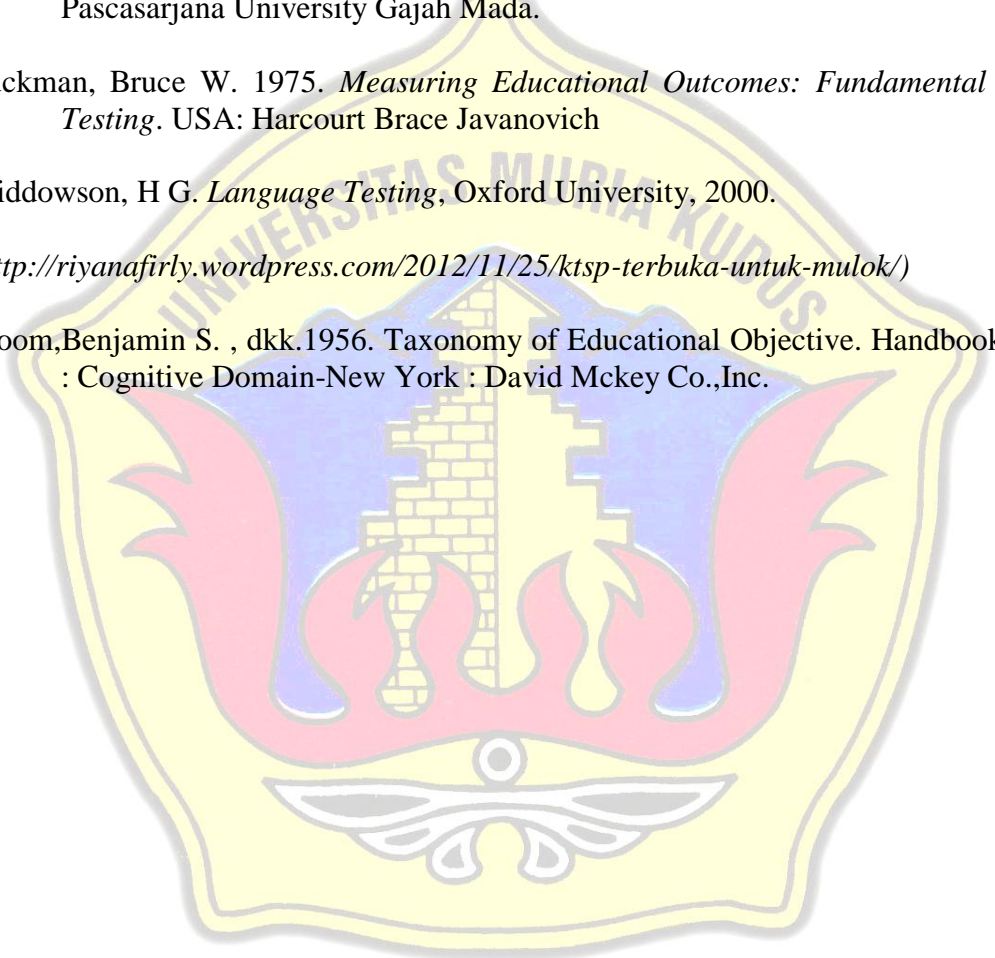 Pascasarjana University Gajah Mada.
uckman, Bruce W. 1975. Measuring Educational Outcomes: Fundamental
Testing. USA: Harcourt Brace Javanovich
iddowson, H G. Language Testing, Oxford University, 2000.
ttp://riyanafirly.wordpress.com/2012/11/25/ktsp-terbuka-untuk-mulok/)
oom,Benjamin S. , dkk.1956. Taxonomy of Educational Objective. Handbook
: Cognitive Domain-New York : David Mckey Co.,Inc.
UNIVERSITAS MURIA KUDUS